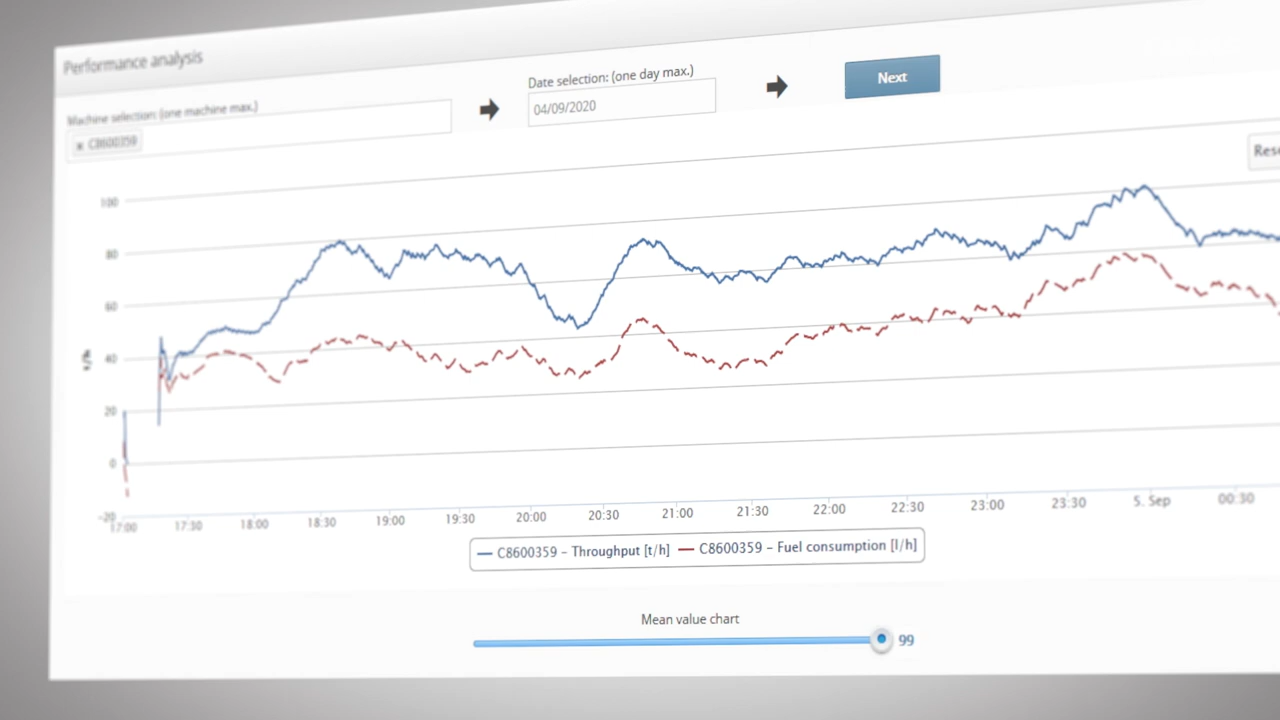 Performance analysis
Machine selection: (one machine max.)
× C8600359
Date selection: (one day max.)
04/09/2020
Next
Rese
100
80
60
40
20
0
-20
17:00 17:30 18:00 18:30 19:00 19:30 20:00 20:30 21:00 21:30 22:00 22:30 23:00 23:30 5. Sep 00:30
C8600359 – Throughput [t/h] C8600359 – Fuel consumption [l/h]
Mean value chart
99